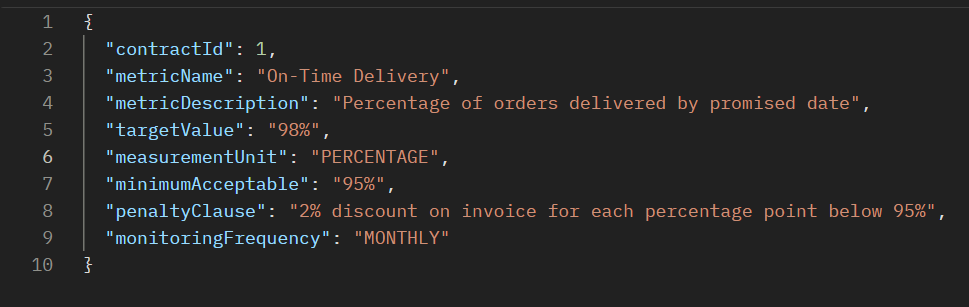 1 {
2 "contractId": 1,
3 "metricName": "On-Time Delivery",
4 "metricDescription": "Percentage of orders delivered by promised date",
5 "targetValue": "98%",
6 "measurementUnit": "PERCENTAGE",
7 "minimumAcceptable": "95%",
8 "penaltyClause": "2% discount on invoice for each percentage point below 95%",
9 "monitoringFrequency": "MONTHLY"
10 }